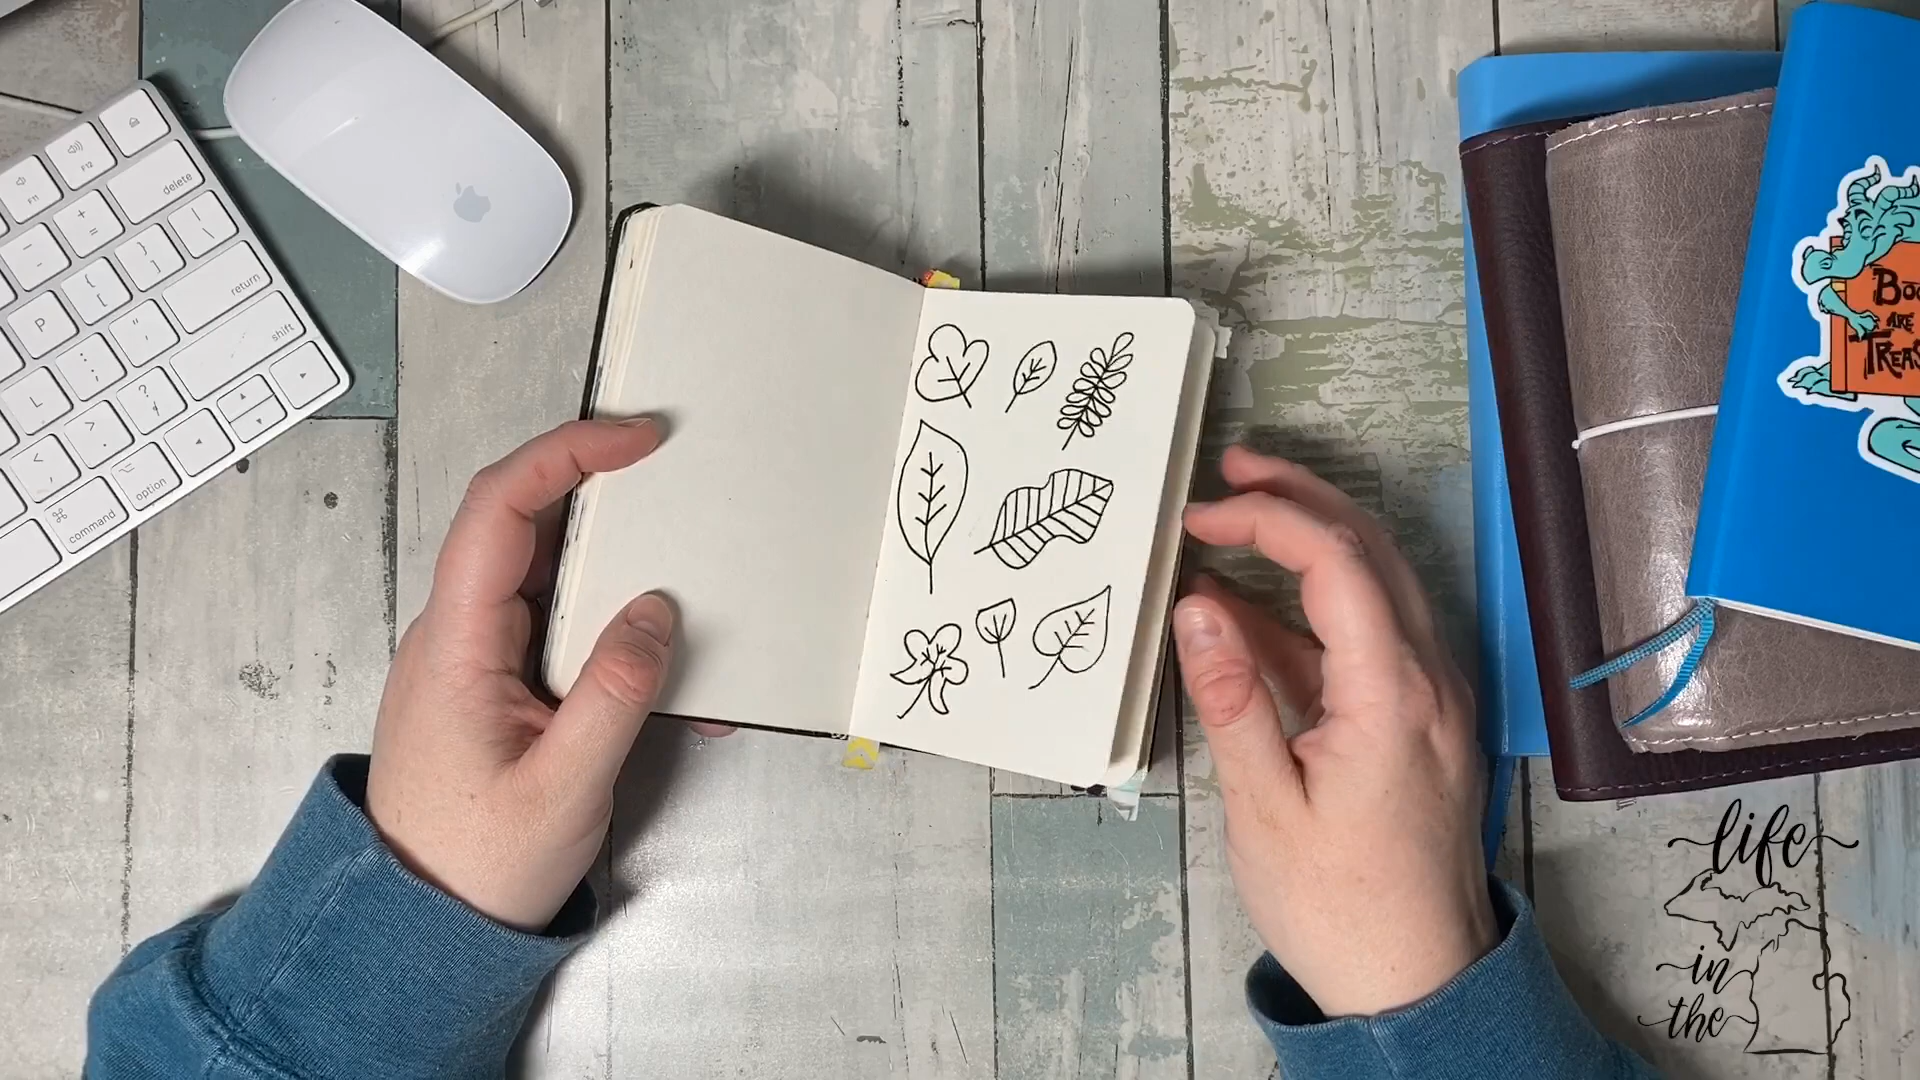 F11
F12
delete
+
=
-
}
]
{
[
return
P
"
'
:
;
shift
L
?
/
>
.
<
,
option
command
BOO
ARE
TREAS
life
in
the